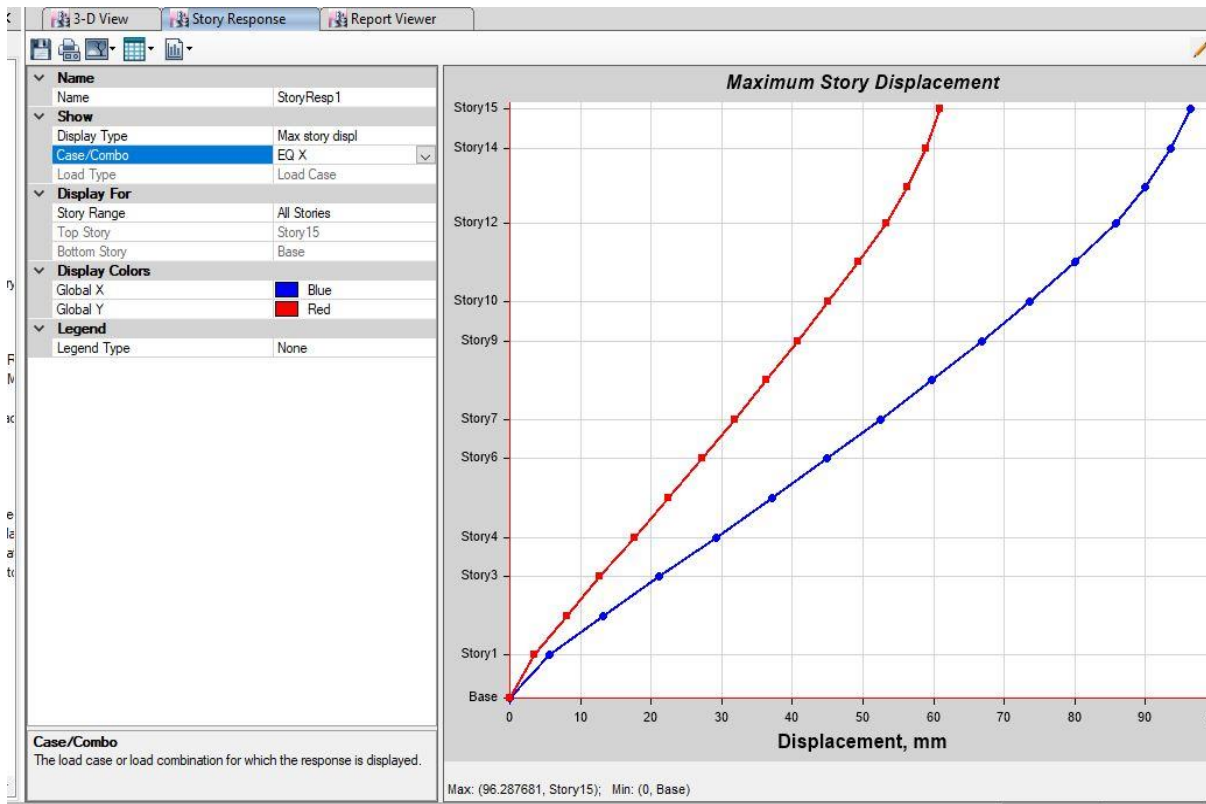 3-D View
Story Response
Report Viewer
Name
Name StoryResp1
Show
Display Type Max story displ
Case/Combo EQ X
Load Type Load Case
Display For
Story Range All Stories
Top Story Story15
Bottom Story Base
Display Colors
Global X Blue
Global Y Red
Legend
Legend Type None
Case/Combo
The load case or load combination for which the response is displayed.
Maximum Story Displacement
Story15
Story14
Story12
Story10
Story9
Story7
Story6
Story4
Story3
Story1
Base
0 10 20 30 40 50 60 70 80 90
Displacement, mm
Max: (96.287681, Story15); Min: (0, Base)